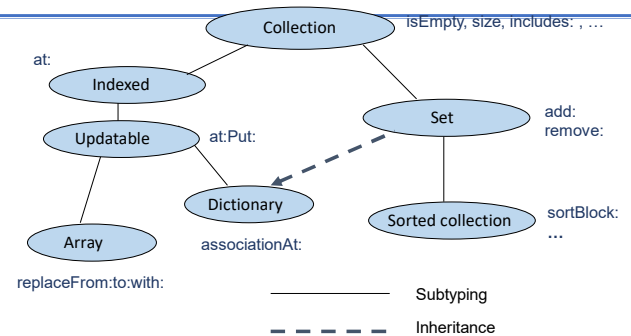 Collection
isEmpty, size, includes: , …
at:
Indexed
Set
add:
remove:
Updatable
at:Put:
Dictionary
Sorted collection
sortBlock:
...
Array
associationAt:
replaceFrom:to:with:
Subtyping
Inheritance